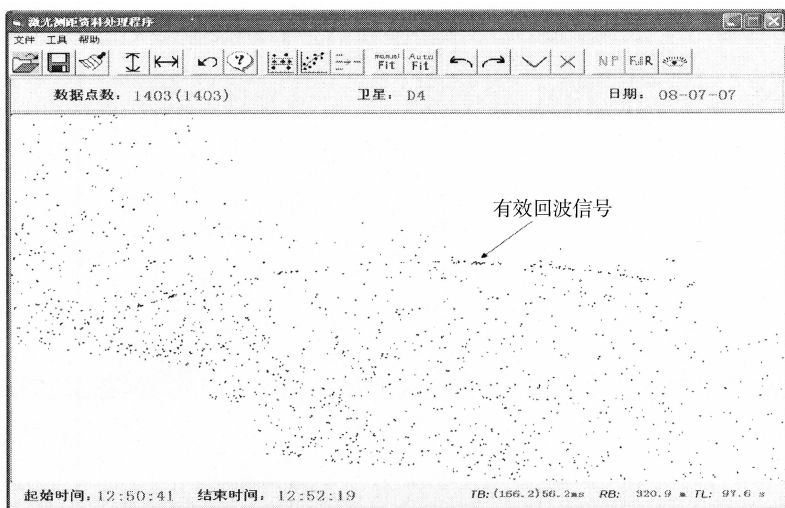 激光测距资料处理程序
文件 工具 帮助
manual Fit Auto Fit NP FullR
数据点数: 1403(1403) 卫星: D4 日期: 08-07-07
有效回波信号
起始时间: 12:50:41 结束时间: 12:52:19 TB:(166.2)56.2ms RB: 320.9 m TL: 97.6 s